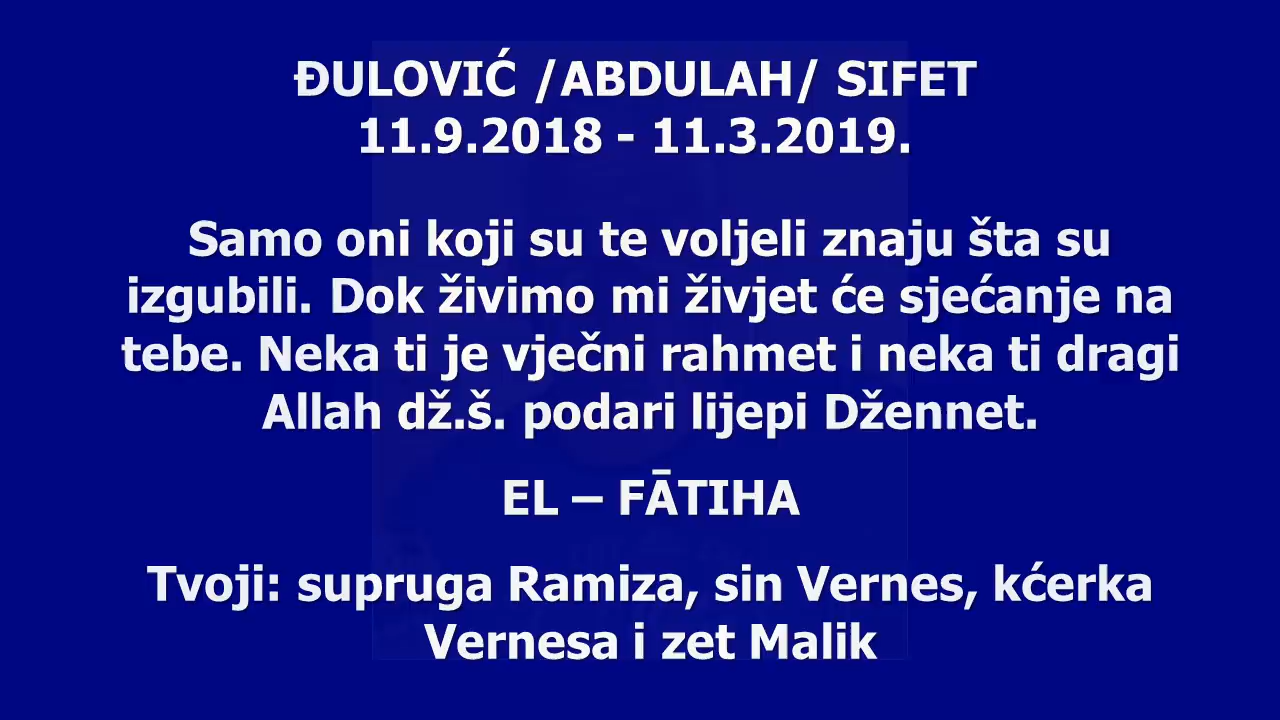 ĐULOVIĆ /ABDULAH/ SIFET
11.9.2018 - 11.3.2019.
Samo oni koji su te voljeli znaju šta su
izgubili. Dok živimo mi živjet će sjećanje na
tebe. Neka ti je vječni rahmet i neka ti dragi
Allah dž.š. podari lijepi Džennet.
EL – FĀTIHA
Tvoji: supruga Ramiza, sin Vernes, kćerka
Vernesa i zet Malik